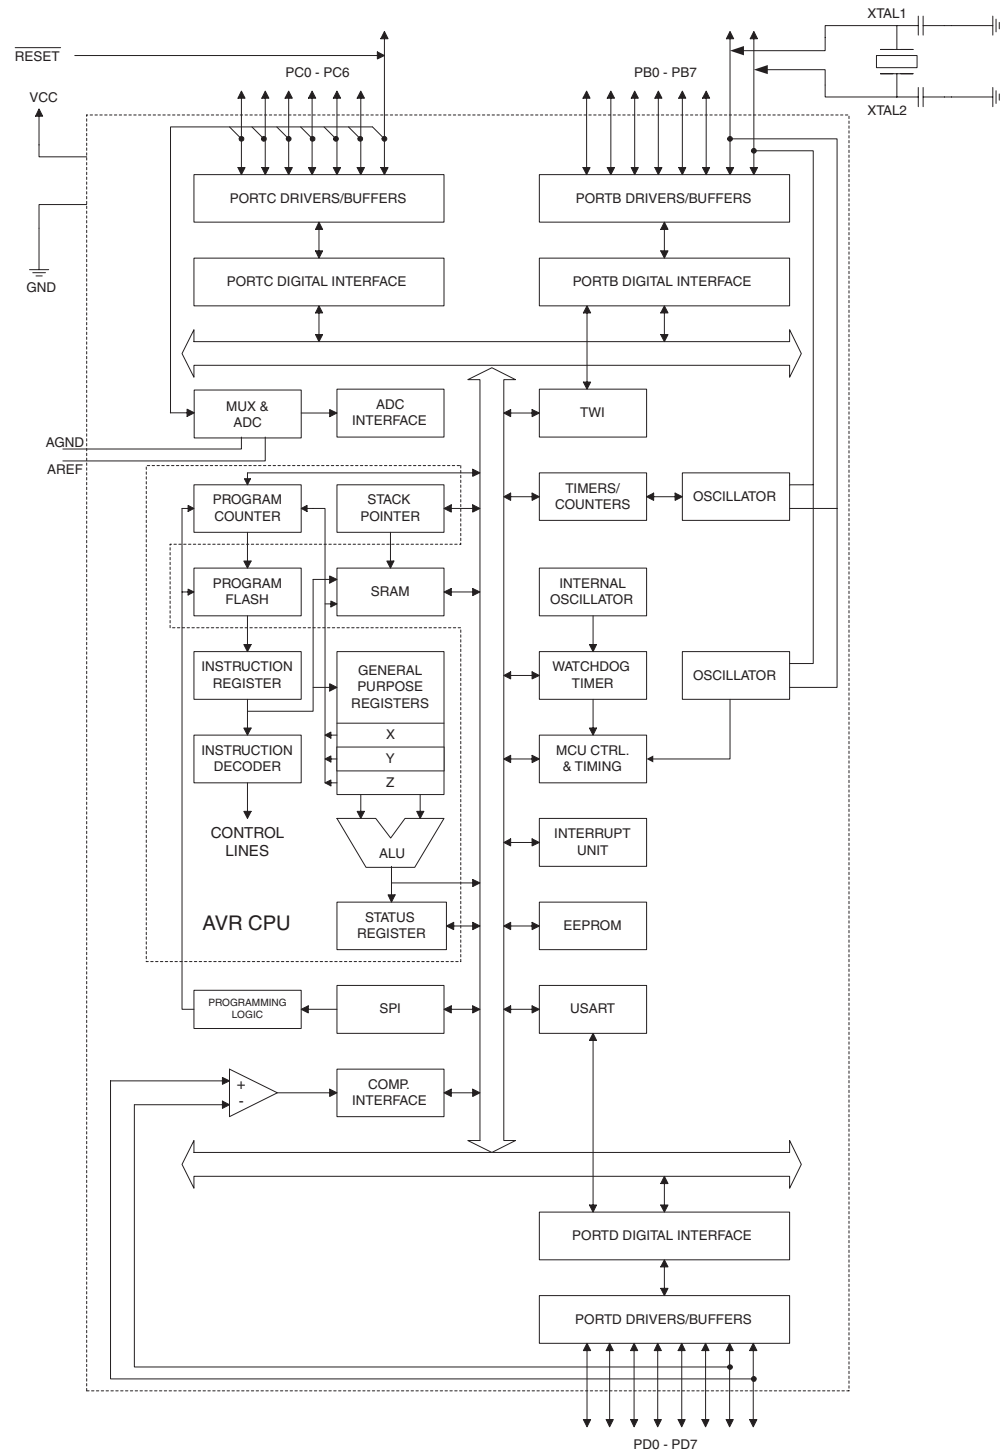 XTAL1
RESET
PC0 - PC6
PB0 - PB7
VCC
XTAL2
PORTC DRIVERS/BUFFERS
PORTB DRIVERS/BUFFERS
PORTC DIGITAL INTERFACE
PORTB DIGITAL INTERFACE
GND
MUX &
ADC
ADC
INTERFACE
TWI
AGND
AREF
PROGRAM
COUNTER
STACK
POINTER
TIMERS/
COUNTERS
OSCILLATOR
PROGRAM
FLASH
SRAM
INTERNAL
OSCILLATOR
INSTRUCTION
REGISTER
GENERAL
PURPOSE
REGISTERS
WATCHDOG
TIMER
OSCILLATOR
X
INSTRUCTION
DECODER
Y
Z
MCU CTRL.
& TIMING
CONTROL
LINES
ALU
INTERRUPT
UNIT
AVR CPU
STATUS
REGISTER
EEPROM
PROGRAMMING
LOGIC
SPI
USART
+
-
COMP.
INTERFACE
PORTD DIGITAL INTERFACE
PORTD DRIVERS/BUFFERS
PD0 - PD7